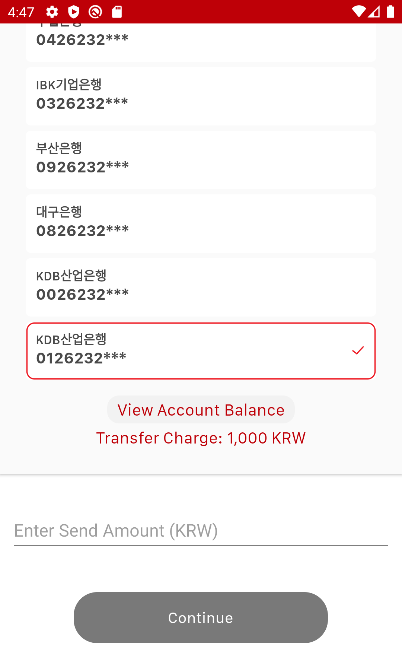 4:47
0426232***
IBK기업은행
0326232***
부산은행
0926232***
대구은행
0826232***
KDB산업은행
0026232***
KDB산업은행
0126232***
View Account Balance
Transfer Charge: 1,000 KRW
Enter Send Amount (KRW)
Continue